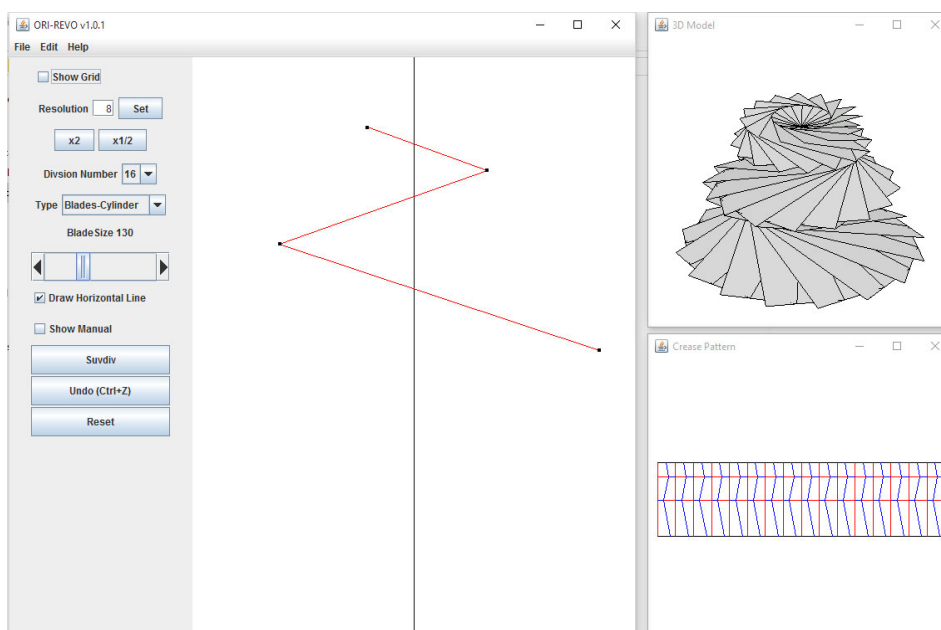 ORI-REVO v1.0.1
File Edit Help
Show Grid
Resolution 8 Set
x2 x1/2
Divsion Number 16
Type Blades-Cylinder
BladeSize 130
Draw Horizontal Line
Show Manual
Suvdiv
Undo (Ctrl+Z)
Reset
3D Model
Crease Pattern